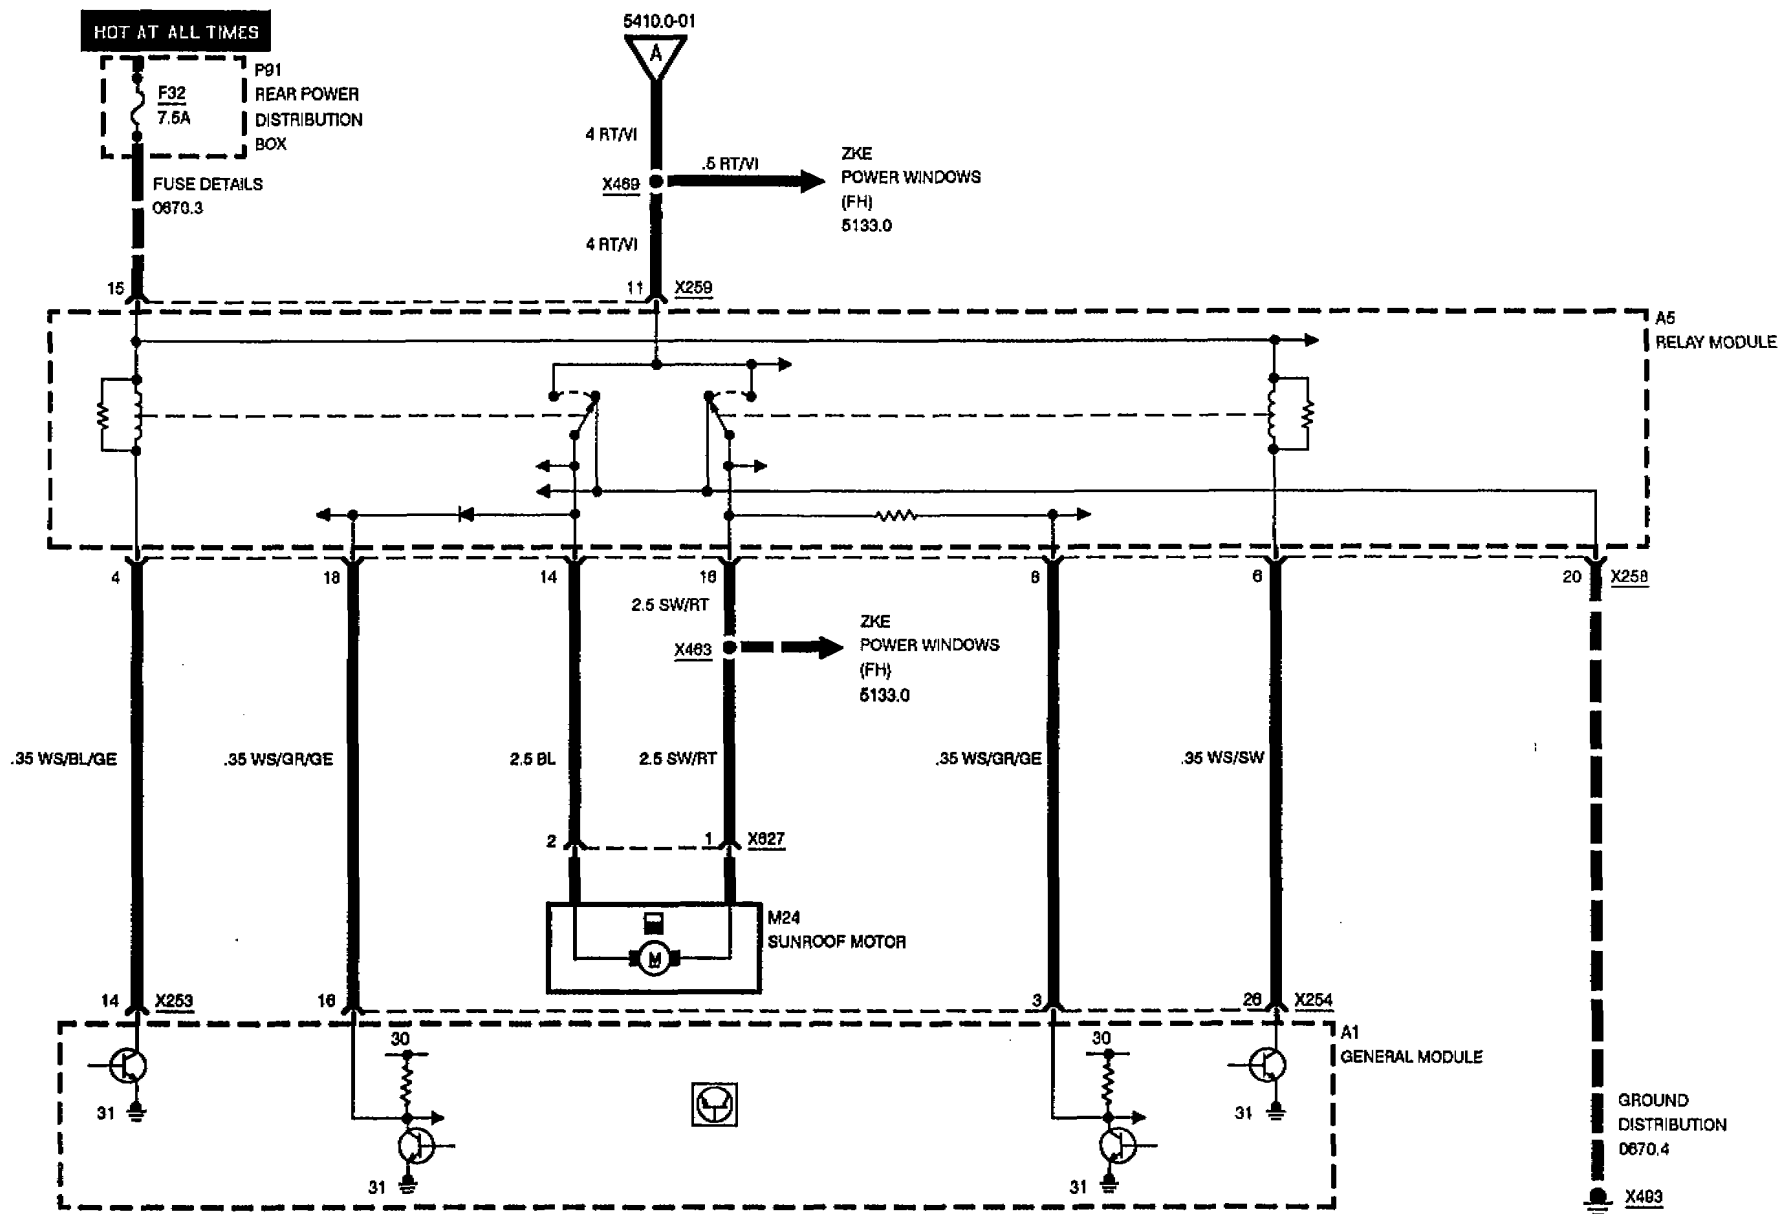 HOT AT ALL TIMES
5410.0-01
A
P91
REAR POWER
DISTRIBUTION
BOX
F32
7.5A
FUSE DETAILS
0670.3
4 RT/VI
X469
.5 RT/VI
ZKE
POWER WINDOWS
(FH)
5133.0
4 RT/VI
15
11
X259
A5
RELAY MODULE
4
18
14
16
8
6
20
X258
2.5 SW/RT
X463
ZKE
POWER WINDOWS
(FH)
5133.0
.35 WS/BL/GE
.35 WS/GR/GE
2.5 BL
2.5 SW/RT
.35 WS/GR/GE
.35 WS/SW
2
1
X627
M24
SUNROOF MOTOR
M
14
X253
16
3
26
X254
A1
GENERAL MODULE
30
30
31
31
31
31
GROUND
DISTRIBUTION
0670.4
X493